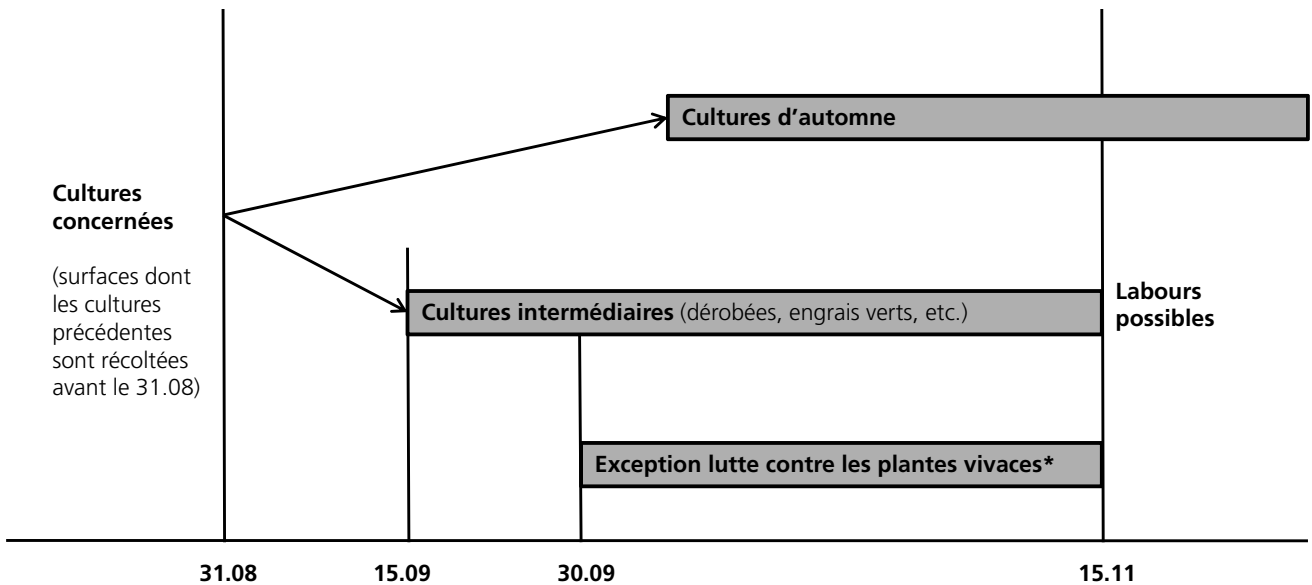 Cultures d’automne
Cultures
concernées
(surfaces dont
les cultures
précédentes
sont récoltées
avant le 31.08)
Cultures intermédiaires (dérobées, engrais verts, etc.)
Labours
possibles
Exception lutte contre les plantes vivaces*
31.08 15.09 30.09 15.11